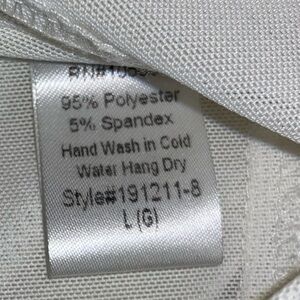 95% Polyester
5% Spandex
Hand Wash in Cold
Water Hang Dry
Style#191211-8
L (G)